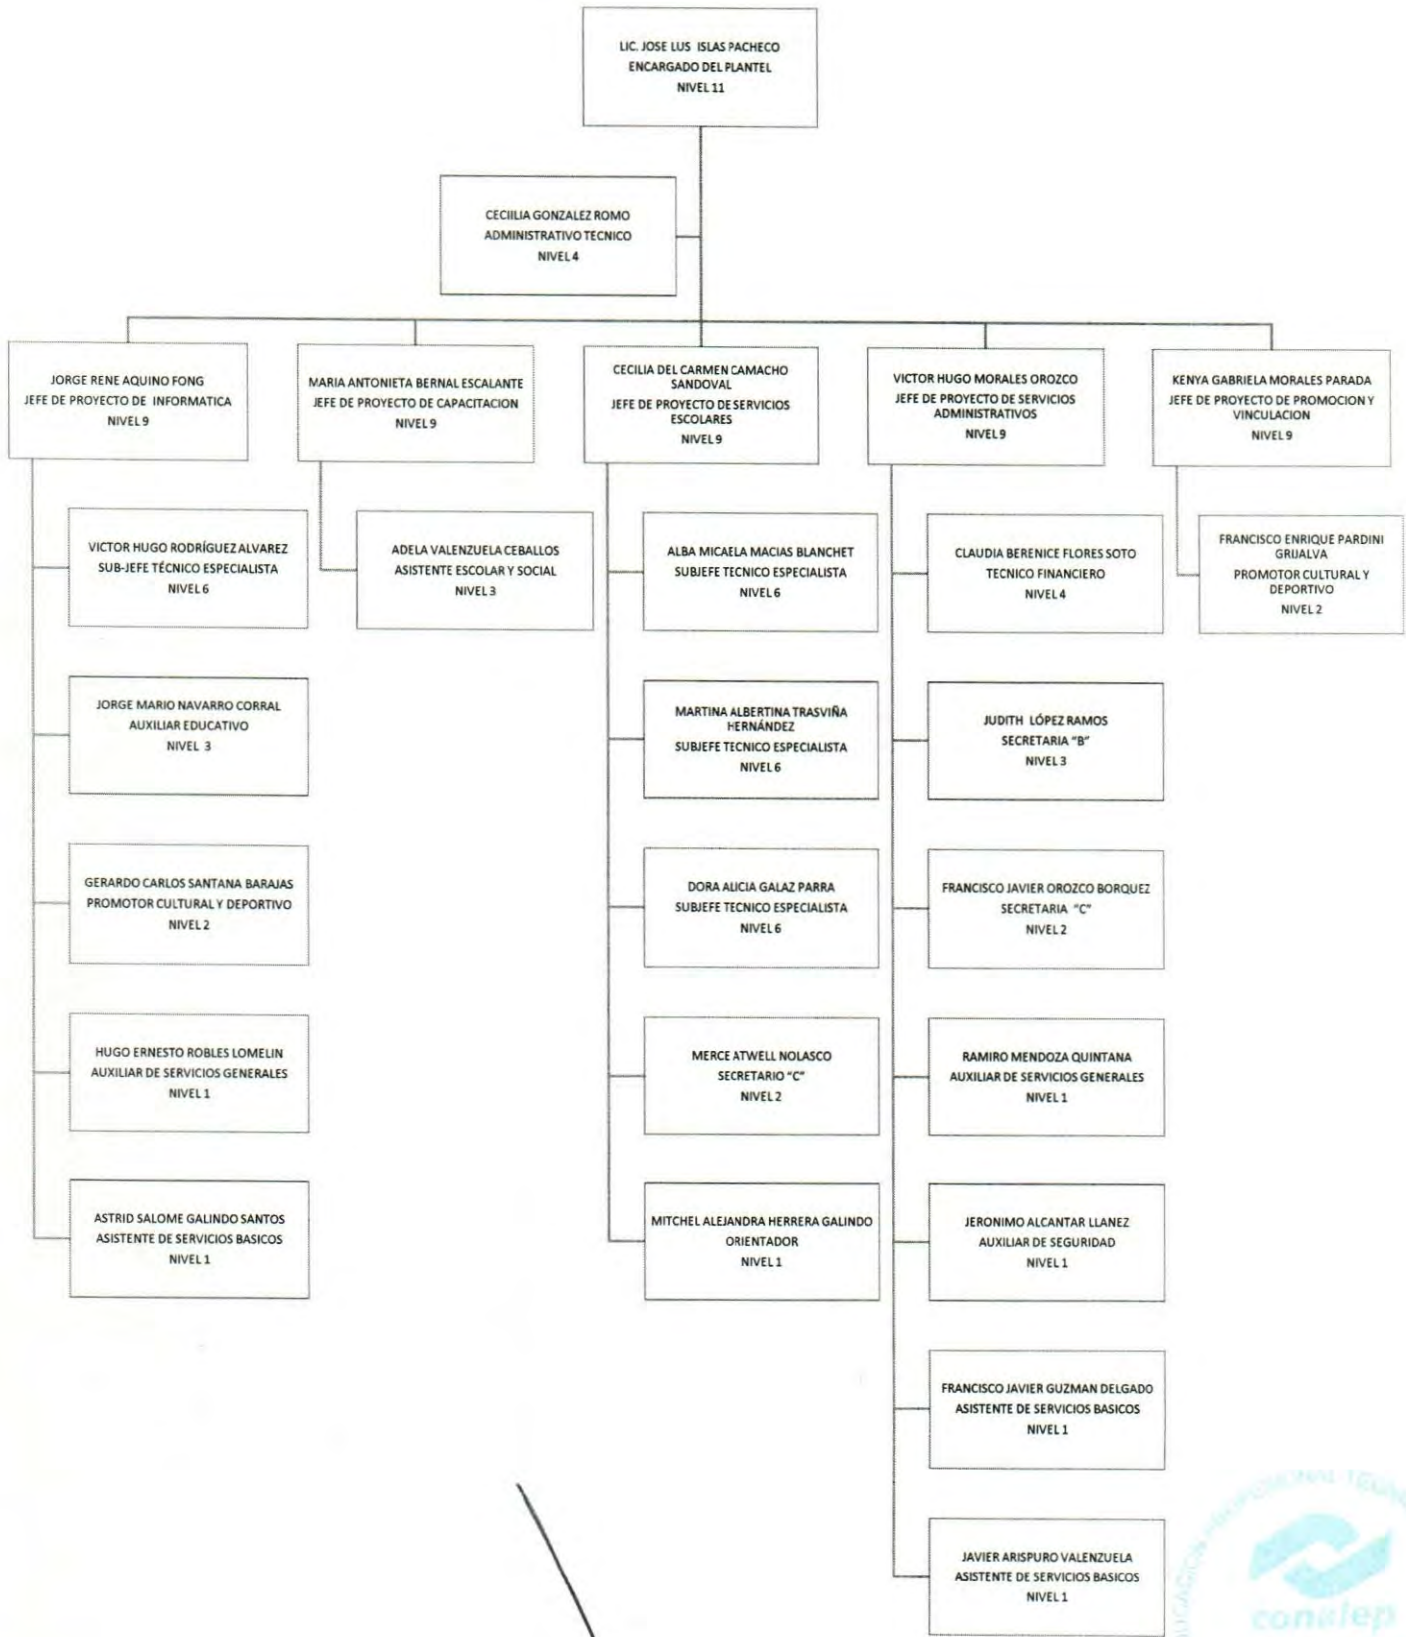 LIC. JOSE LUS ISLAS PACHECO
ENCARGADO DEL PLANTEL
NIVEL 11
CECIILIA GONZALEZ ROMO
ADMINISTRATIVO TECNICO
NIVEL 4
JORGE RENE AQUINO FONG
JEFE DE PROYECTO DE INFORMATICA
NIVEL 9
MARIA ANTONIETA BERNAL ESCALANTE
JEFE DE PROYECTO DE CAPACITACION
NIVEL 9
CECILIA DEL CARMEN CAMACHO
SANDOVAL
JEFE DE PROYECTO DE SERVICIOS
ESCOLARES
NIVEL 9
VICTOR HUGO MORALES OROZCO
JEFE DE PROYECTO DE SERVICIOS
ADMINISTRATIVOS
NIVEL 9
KENYA GABRIELA MORALES PARADA
JEFE DE PROYECTO DE PROMOCION Y
VINCULACION
NIVEL 9
VICTOR HUGO RODRÍGUEZ ALVAREZ
SUB-JEFE TÉCNICO ESPECIALISTA
NIVEL 6
JORGE MARIO NAVARRO CORRAL
AUXILIAR EDUCATIVO
NIVEL 3
GERARDO CARLOS SANTANA BARAJAS
PROMOTOR CULTURAL Y DEPORTIVO
NIVEL 2
HUGO ERNESTO ROBLES LOMELIN
AUXILIAR DE SERVICIOS GENERALES
NIVEL 1
ASTRID SALOME GALINDO SANTOS
ASISTENTE DE SERVICIOS BASICOS
NIVEL 1
ADELA VALENZUELA CEBALLOS
ASISTENTE ESCOLAR Y SOCIAL
NIVEL 3
ALBA MICAELA MACIAS BLANCHET
SUBJEFE TECNICO ESPECIALISTA
NIVEL 6
MARTINA ALBERTINA TRASVIÑA
HERNÁNDEZ
SUBJEFE TECNICO ESPECIALISTA
NIVEL 6
DORA ALICIA GALAZ PARRA
SUBJEFE TECNICO ESPECIALISTA
NIVEL 6
MERCE ATWELL NOLASCO
SECRETARIO "C"
NIVEL 2
MITCHEL ALEJANDRA HERRERA GALINDO
ORIENTADOR
NIVEL 1
CLAUDIA BERENICE FLORES SOTO
TECNICO FINANCIERO
NIVEL 4
JUDITH LÓPEZ RAMOS
SECRETARIA "B"
NIVEL 3
FRANCISCO JAVIER OROZCO BORQUEZ
SECRETARIA "C"
NIVEL 2
RAMIRO MENDOZA QUINTANA
AUXILIAR DE SERVICIOS GENERALES
NIVEL 1
JERONIMO ALCANTAR LLANEZ
AUXILIAR DE SEGURIDAD
NIVEL 1
FRANCISCO JAVIER GUZMAN DELGADO
ASISTENTE DE SERVICIOS BASICOS
NIVEL 1
JAVIER ARISPURO VALENZUELA
ASISTENTE DE SERVICIOS BASICOS
NIVEL 1
FRANCISCO ENRIQUE PARDINI
GRIJALVA
PROMOTOR CULTURAL Y
DEPORTIVO
NIVEL 2
conalep